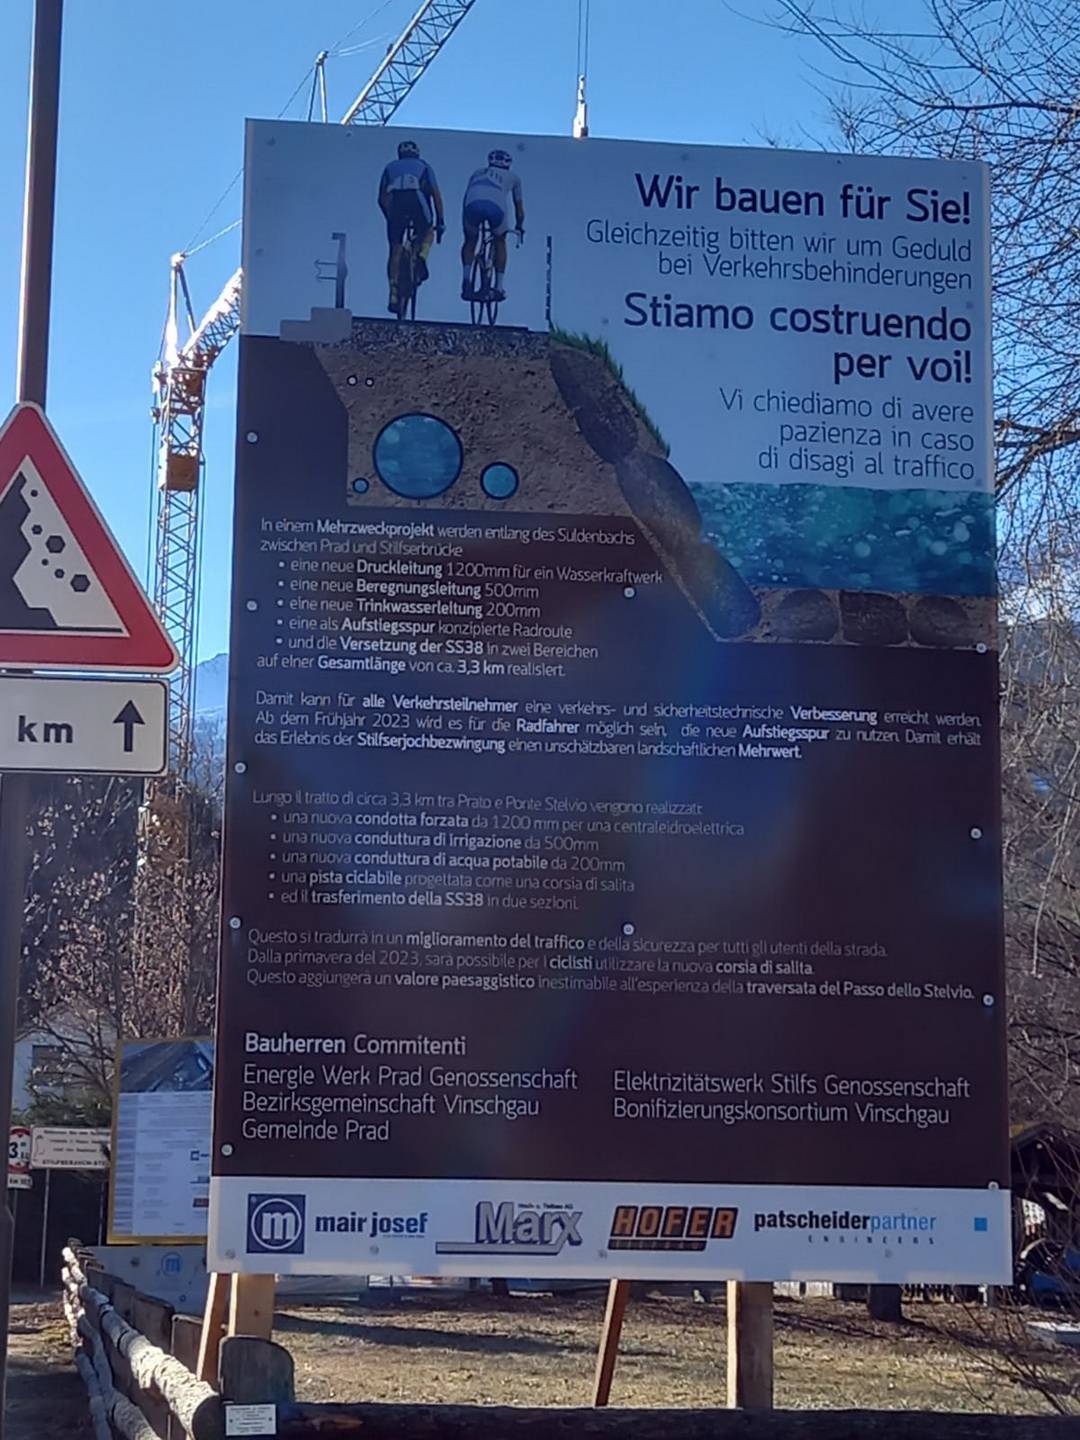 Wir bauen für Sie!
Gleichzeitig bitten wir um Geduld
bei Verkehrsbehinderungen
Stiamo costruendo
per voi!
Vi chiediamo di avere
pazienza in caso
di disagi al traffico
In einem Mehrzweckprojekt werden entlang des Suldenbachs
zwischen Prad und Stilfserbrücke
• eine neue Druckleitung 1200mm für ein Wasserkraftwerk
• eine neue Beregnungsleitung 500mm
• eine neue Trinkwasserleitung 200mm
• eine als Aufstiegsspur konzipierte Radroute
• und die Versetzung der SS38 in zwei Bereichen
auf einer Gesamtlänge von ca. 3,3 km realisiert.
Damit kann für alle Verkehrsteilnehmer eine verkehrs- und sicherheitstechnische Verbesserung erreicht werden.
Ab dem Frühjahr 2023 wird es für die Radfahrer möglich sein, die neue Aufstiegsspur zu nutzen. Damit erhält
das Erlebnis der Stilfserjochbezwingung einen unschätzbaren landschaftlichen Mehrwert.
Lungo il tratto di circa 3,3 km tra Prato e Ponte Stelvio vengono realizzati:
• una nuova condotta forzata da 1200 mm per una centraleidroelettrica
• una nuova conduttura di irrigazione da 500mm
• una nuova conduttura di acqua potabile da 200mm
• una pista ciclabile progettata come una corsia di salita
• ed il trasferimento della SS38 in due sezioni.
Questo si tradurrà in un miglioramento del traffico e della sicurezza per tutti gli utenti della strada.
Dalla primavera del 2023, sarà possibile per i ciclisti utilizzare la nuova corsia di salita.
Questo aggiungerà un valore paesaggistico inestimabile all'esperienza della traversata del Passo dello Stelvio.
Bauherren Commitenti
Energie Werk Prad Genossenschaft
Bezirksgemeinschaft Vinschgau
Gemeinde Prad
Elektrizitätswerk Stilfs Genossenschaft
Bonifizierungskonsortium Vinschgau
m mair josef
Marx
HOFER
patscheiderpartner
ENGINEERS
km